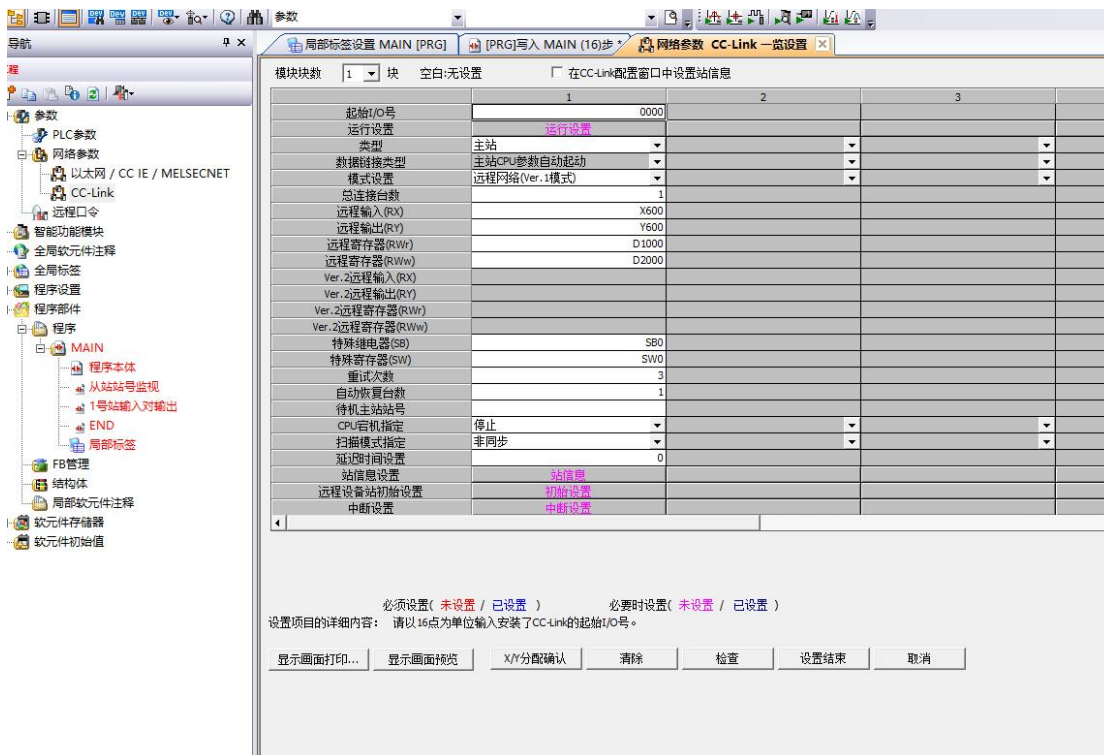 参数
导航
局部标签设置 MAIN [PRG]
[PRG]写入 MAIN (16)步 *
网络参数 CC-Link 一览设置
程
模块块数 1 块 空白:无设置 在CC-Link配置窗口中设置站信息
参数
PLC参数
网络参数
以太网 / CC IE / MELSECNET
CC-Link
远程口令
智能功能模块
全局软元件注释
全局标签
程序设置
程序部件
程序
MAIN
程序本体
从站站号监视
1号站输入对输出
END
局部标签
FB管理
结构体
局部软元件注释
软元件存储器
软元件初始值
1 2 3
起始I/O号 0000
运行设置 运行设置
类型 主站
数据链接类型 主站CPU参数自动起动
模式设置 远程网络(Ver.1模式)
总连接台数 1
远程输入(RX) X600
远程输出(RY) Y600
远程寄存器(RWr) D1000
远程寄存器(RWw) D2000
Ver.2远程输入(RX)
Ver.2远程输出(RY)
Ver.2远程寄存器(RWr)
Ver.2远程寄存器(RWw)
特殊继电器(SB) SB0
特殊寄存器(SW) SW0
重试次数 3
自动恢复台数 1
待机主站站号
CPU宕机指定 停止
扫描模式指定 非同步
延迟时间设置 0
站信息设置 站信息
远程设备站初始设置 初始设置
中断设置 中断设置
必须设置( 未设置 / 已设置 ) 必要时设置( 未设置 / 已设置 )
设置项目的详细内容: 请以16点为单位输入安装了CC-Link的起始I/O号。
显示画面打印... 显示画面预览 X/Y分配确认 清除 检查 设置结束 取消